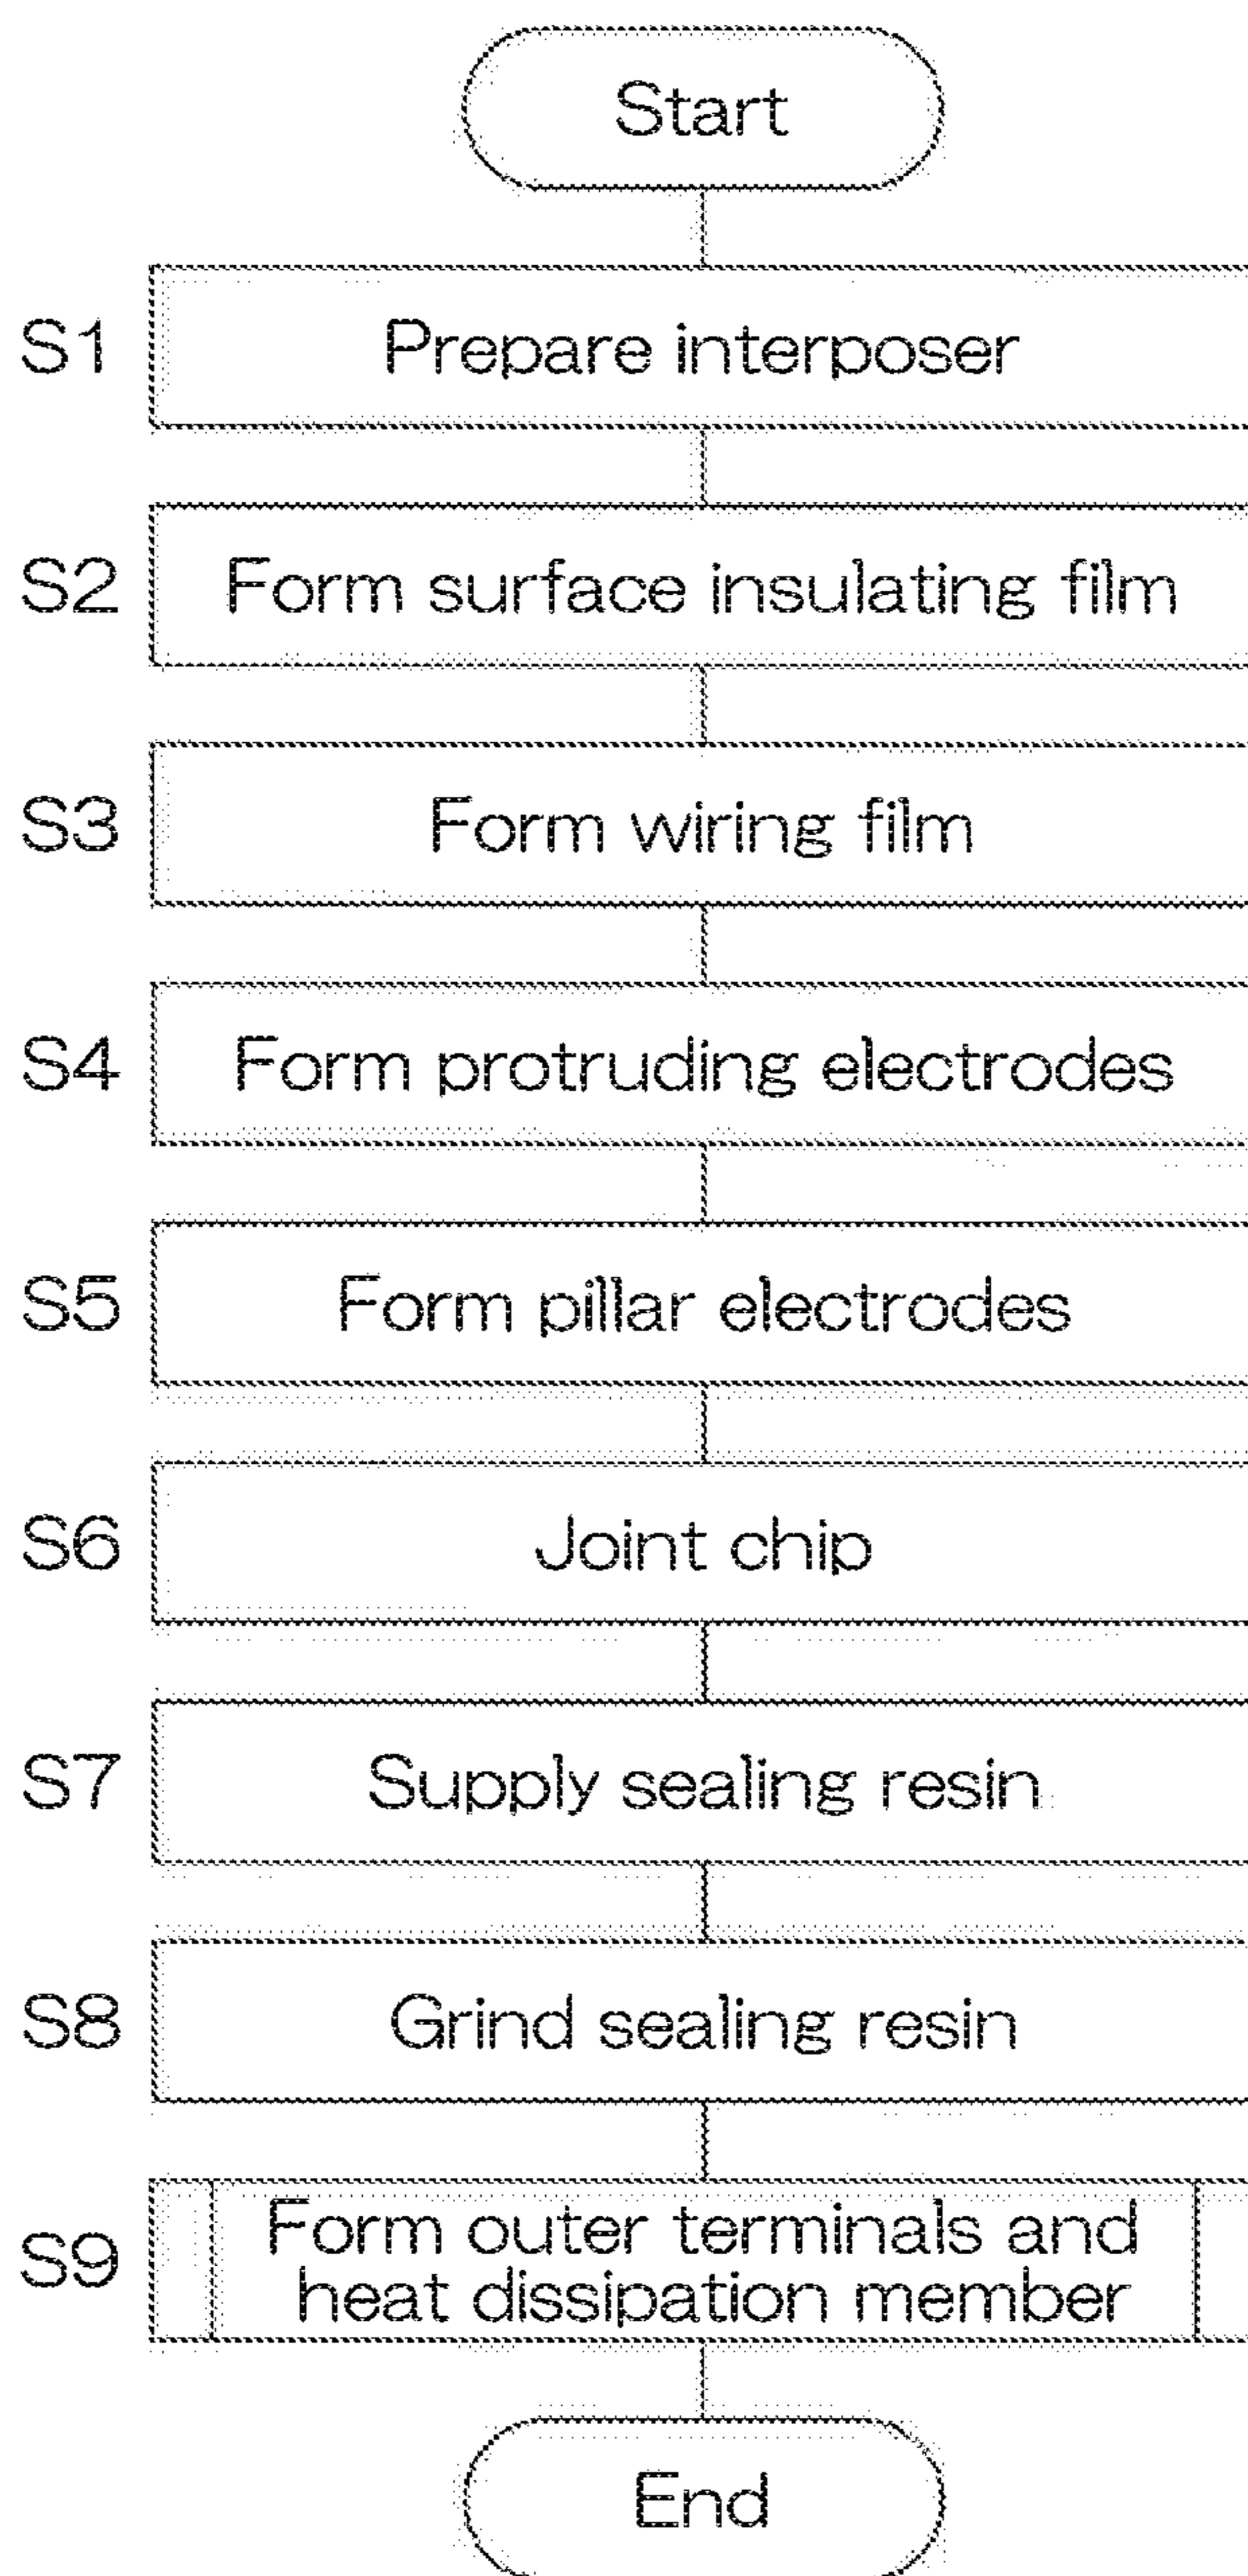 Start
S1 Prepare interposer
S2 Form surface insulating film
S3 Form wiring film
S4 Form protruding electrodes
S5 Form pillar electrodes
S6 Joint chip
S7 Supply sealing resin
S8 Grind sealing resin
S9 Form outer terminals and
heat dissipation member
End